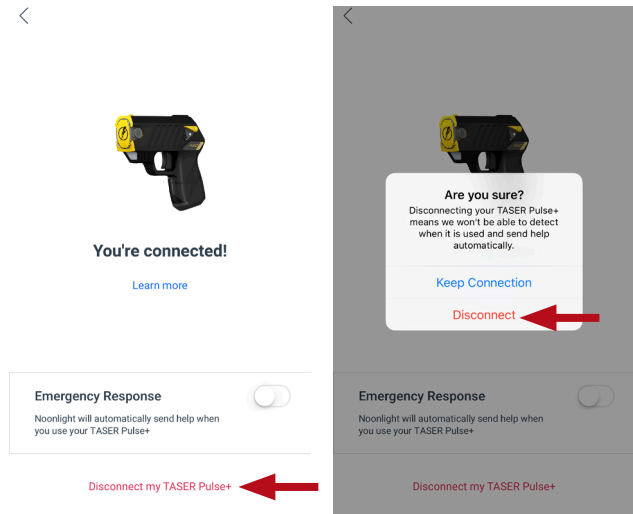 You're connected!
Learn more
Emergency Response
Noonlight will automatically send help when
you use your TASER Pulse+
Disconnect my TASER Pulse+
Are you sure?
Disconnecting your TASER Pulse+
means we won't be able to detect
when it is used and send help
automatically.
Keep Connection
Disconnect
Emergency Response
Noonlight will automatically send help when
you use your TASER Pulse+
Disconnect my TASER Pulse+